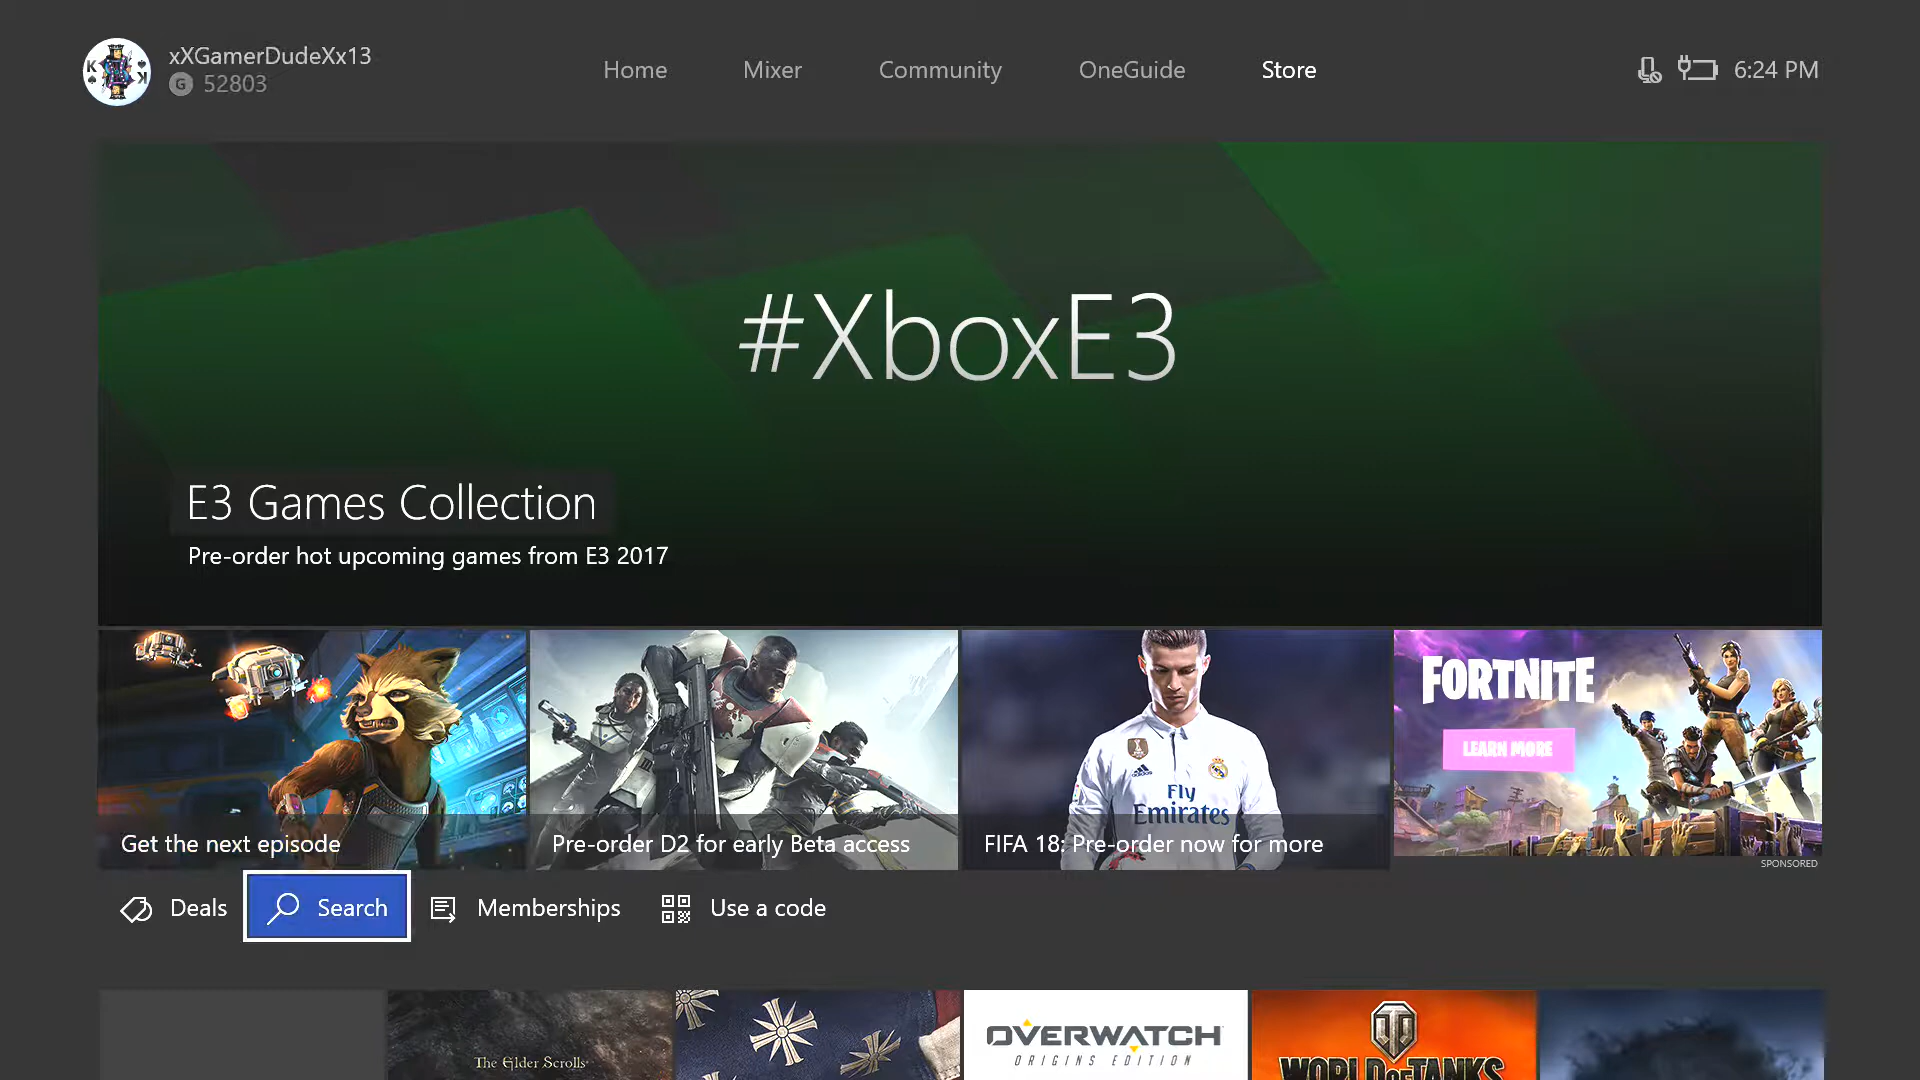 xXGamerDudeXx13
G 52803
Home
Mixer
Community
OneGuide
Store
6:24 PM
#XboxE3
E3 Games Collection
Pre-order hot upcoming games from E3 2017
Get the next episode
Fly
Emirates
Pre-order D2 for early Beta access
FIFA 18: Pre-order now for more
FORTNITE
LEARN MORE
SPONSORED
Deals
Search
Memberships
Use a code
The Elder Scrolls
OVERWATCH
ORIGINS EDITION
WORLD OF TANKS